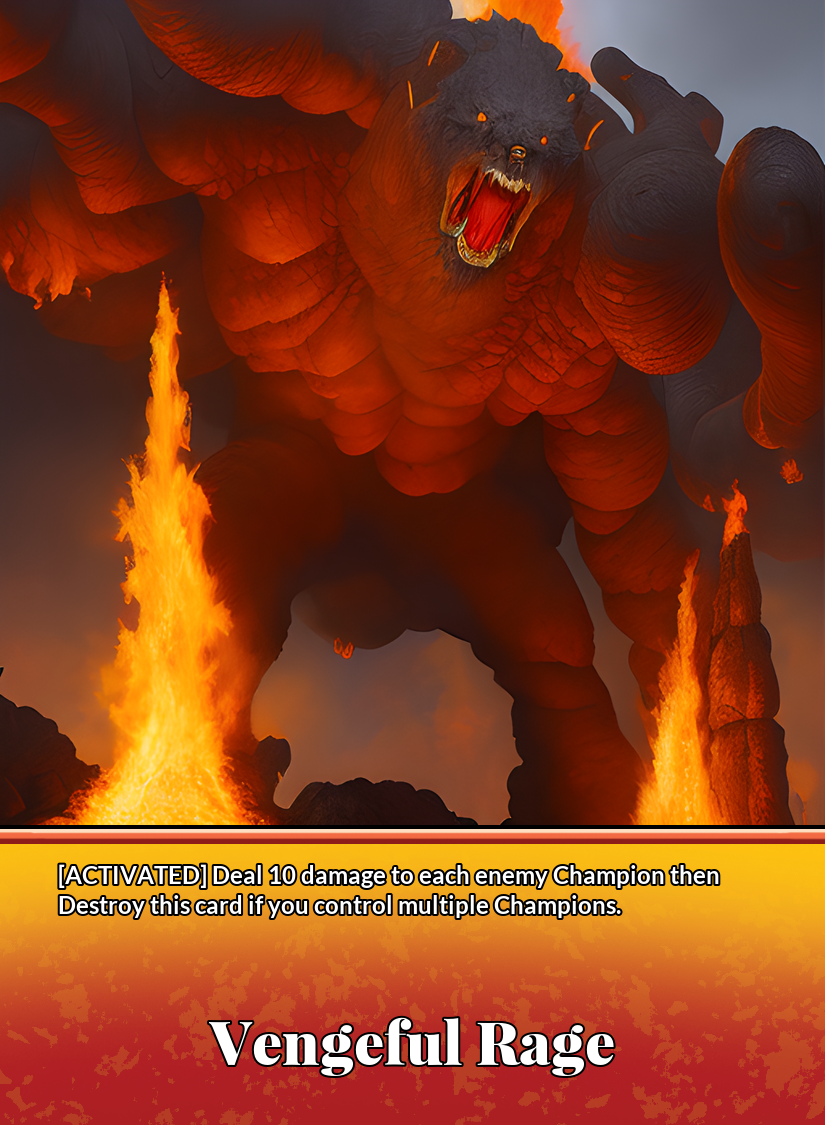 [ACTIVATED] Deal 10 damage to each enemy Champion then
Destroy this card if you control multiple Champions.
Vengeful Rage